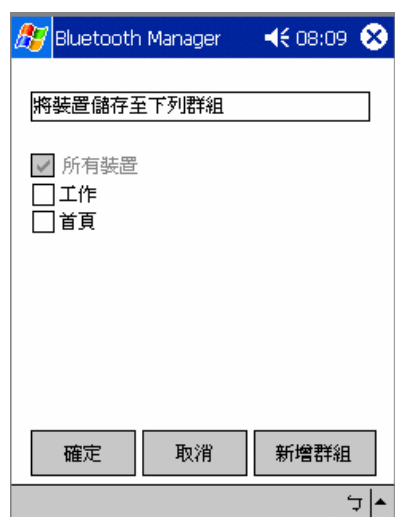 Bluetooth Manager 08:09
將裝置儲存至下列群組
所有裝置
工作
首頁
確定 取消 新增群組
ㄅ